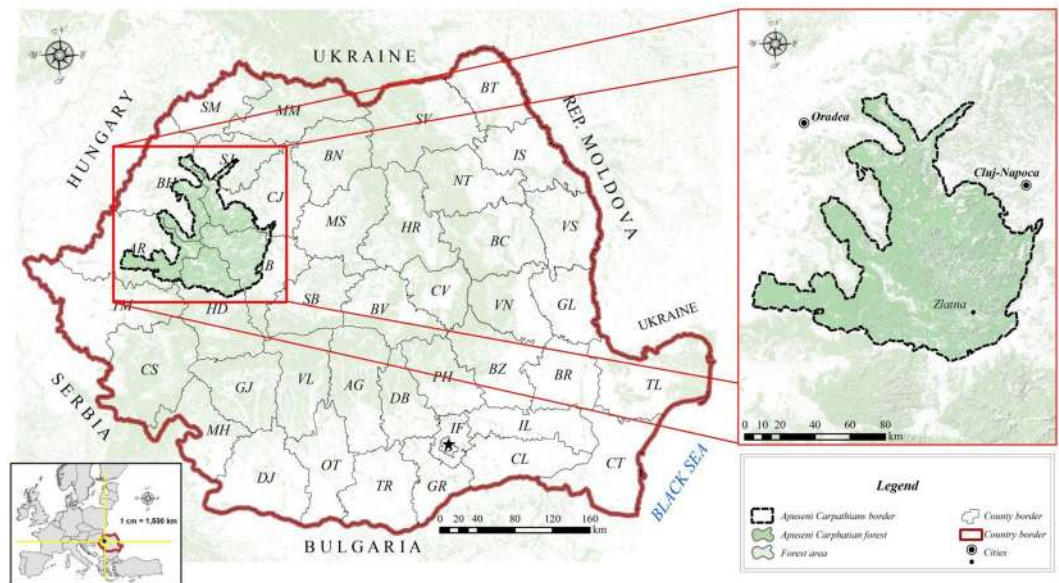 UKRAINE
HUNGARY
REP. MOLDOVA
SERBIA
BULGARIA
BLACK SEA
UKRAINE
SM
MM
BT
SV
BN
IS
SJ
BH
CJ
NT
MS
HR
BC
VS
AR
AB
TM
HD
SB
BV
CV
VN
GL
CS
GJ
VL
AG
DB
PH
BZ
BR
TL
MH
IF
IL
DJ
OT
TR
GR
CL
CT
0 20 40 80 120 160
km
1 cm = 1,500 km
Oradea
Cluj-Napoca
Zlatna
0 10 20 40 60 80
km
Legend
Apuseni Carpathians border
Apuseni Carphatian forest
Forest area
County border
Country border
Cities